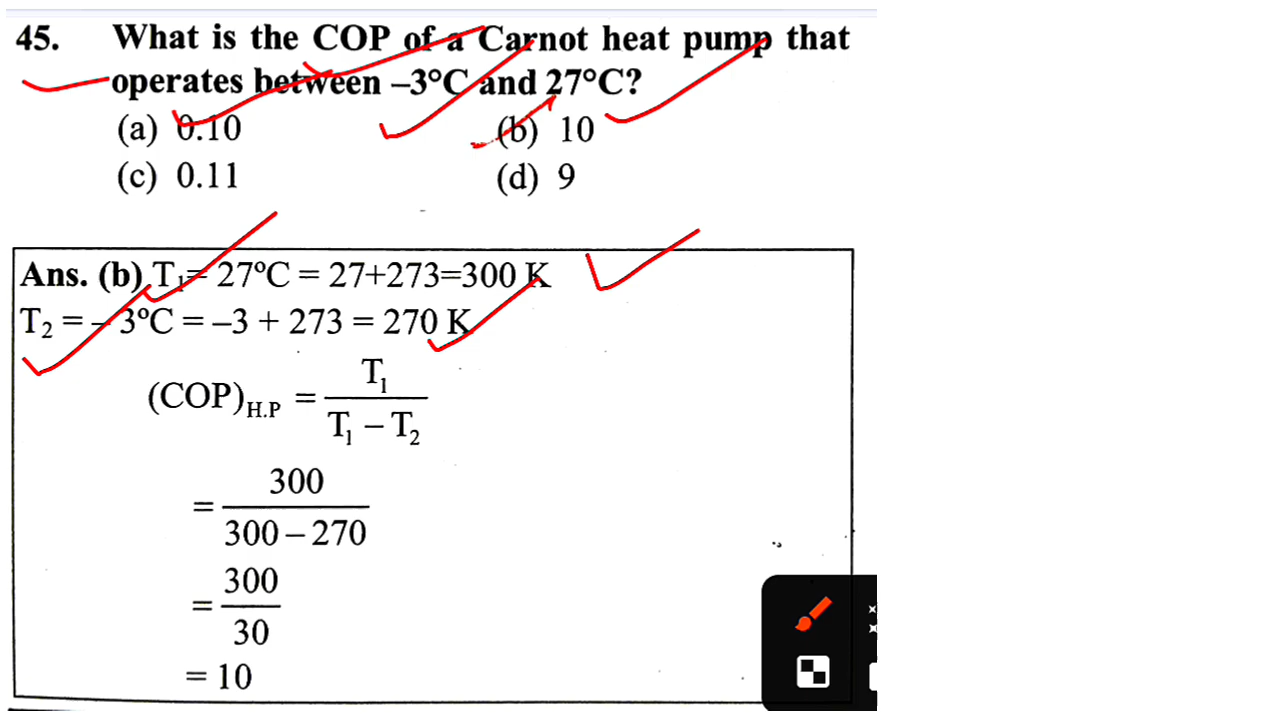 45. What is the COP of a Carnot heat pump that
operates between –3°C and 27°C?
(a) 0.10 (b) 10
(c) 0.11 (d) 9
Ans. (b) T₁= 27°C = 27+273=300 K
T₂ = – 3°C = –3 + 273 = 270 K
(COP)H.P = T₁ / T₁ – T₂
= 300 / 300 – 270
= 300 / 30
= 10